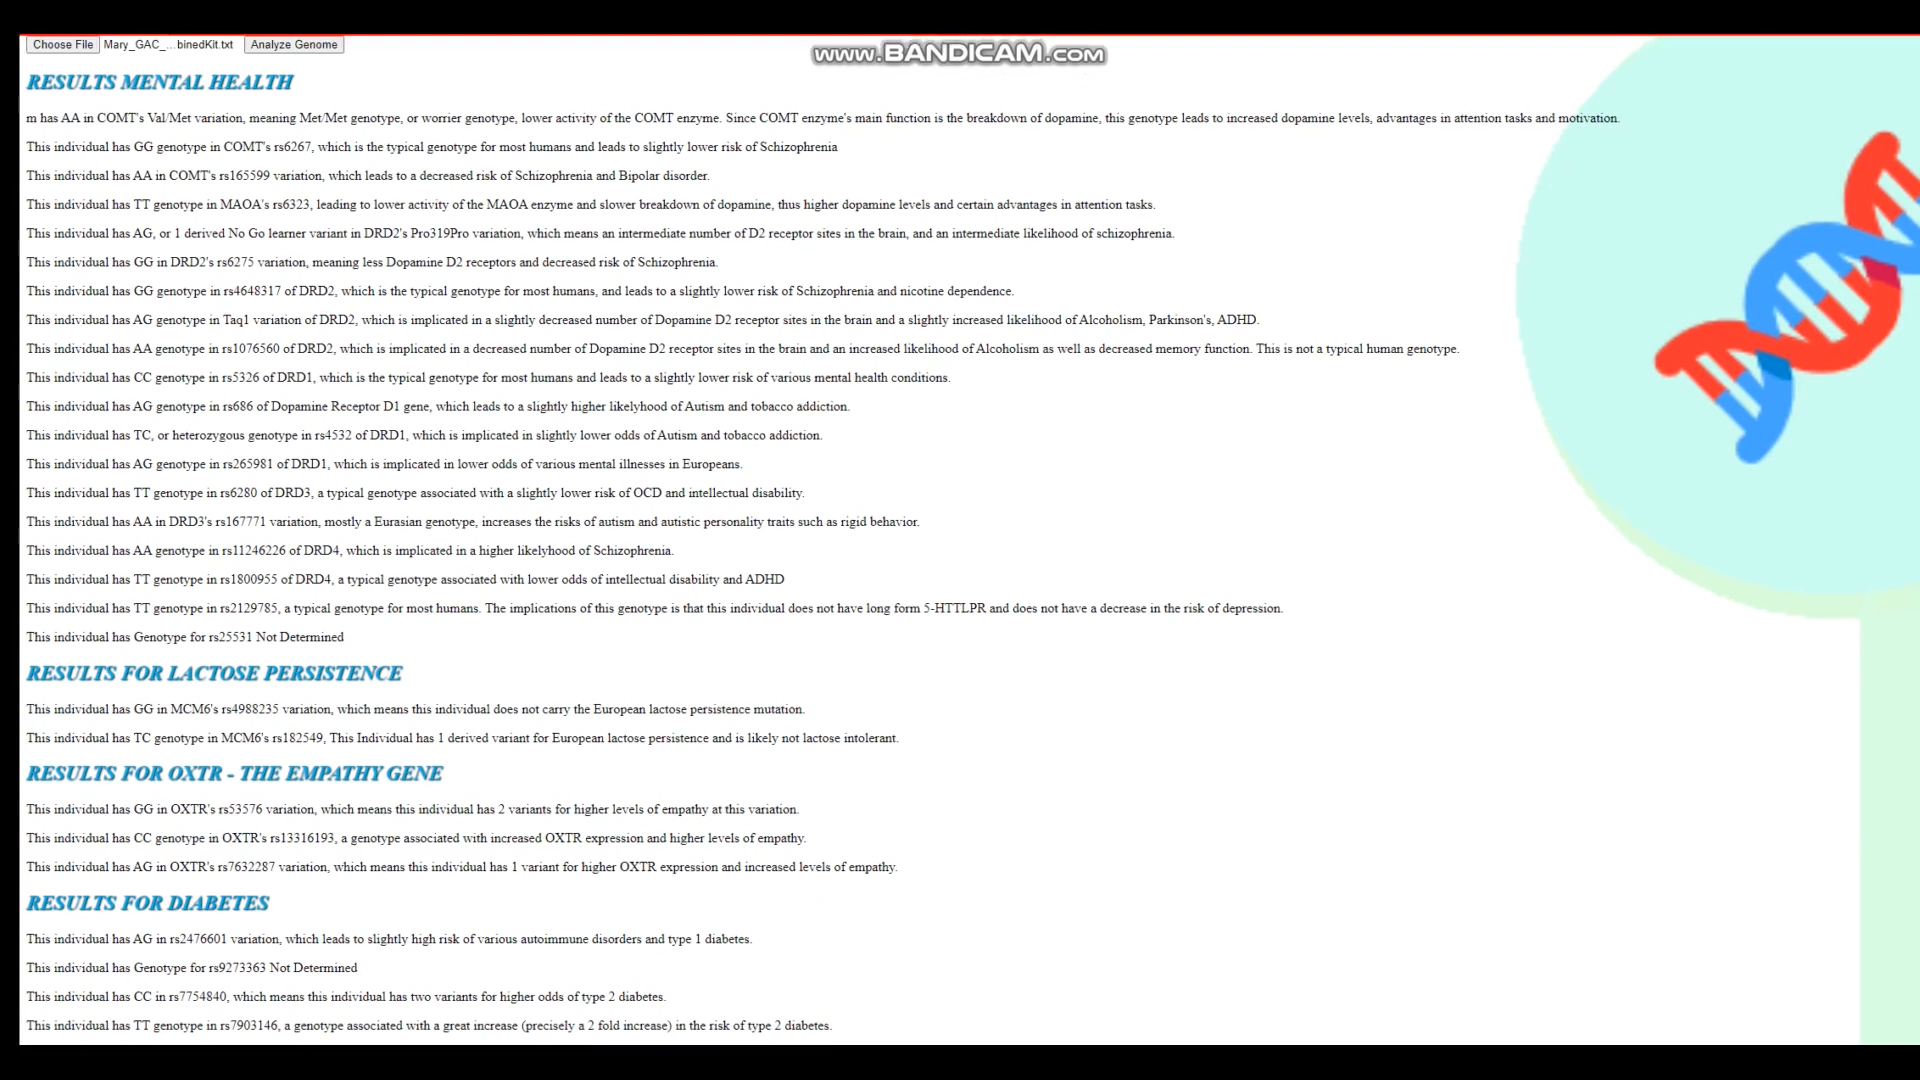 Choose File Mary_GAC_...binedKit.txt Analyze Genome
www.BANDICAM.com
RESULTS MENTAL HEALTH
m has AA in COMT's Val/Met variation, meaning Met/Met genotype, or worrier genotype, lower activity of the COMT enzyme. Since COMT enzyme's main function is the breakdown of dopamine, this genotype leads to increased dopamine levels, advantages in attention tasks and motivation.
This individual has GG genotype in COMT's rs6267, which is the typical genotype for most humans and leads to slightly lower risk of Schizophrenia
This individual has AA in COMT's rs165599 variation, which leads to a decreased risk of Schizophrenia and Bipolar disorder.
This individual has TT genotype in MAOA's rs6323, leading to lower activity of the MAOA enzyme and slower breakdown of dopamine, thus higher dopamine levels and certain advantages in attention tasks.
This individual has AG, or 1 derived No Go learner variant in DRD2's Pro319Pro variation, which means an intermediate number of D2 receptor sites in the brain, and an intermediate likelihood of schizophrenia.
This individual has GG in DRD2's rs6275 variation, meaning less Dopamine D2 receptors and decreased risk of Schizophrenia.
This individual has GG genotype in rs4648317 of DRD2, which is the typical genotype for most humans, and leads to a slightly lower risk of Schizophrenia and nicotine dependence.
This individual has AG genotype in Taq1 variation of DRD2, which is implicated in a slightly decreased number of Dopamine D2 receptor sites in the brain and a slightly increased likelihood of Alcoholism, Parkinson's, ADHD.
This individual has AA genotype in rs1076560 of DRD2, which is implicated in a decreased number of Dopamine D2 receptor sites in the brain and an increased likelihood of Alcoholism as well as decreased memory function. This is not a typical human genotype.
This individual has CC genotype in rs5326 of DRD1, which is the typical genotype for most humans and leads to a slightly lower risk of various mental health conditions.
This individual has AG genotype in rs686 of Dopamine Receptor D1 gene, which leads to a slightly higher likelyhood of Autism and tobacco addiction.
This individual has TC, or heterozygous genotype in rs4532 of DRD1, which is implicated in slightly lower odds of Autism and tobacco addiction.
This individual has AG genotype in rs265981 of DRD1, which is implicated in lower odds of various mental illnesses in Europeans.
This individual has TT genotype in rs6280 of DRD3, a typical genotype associated with a slightly lower risk of OCD and intellectual disability.
This individual has AA in DRD3's rs167771 variation, mostly a Eurasian genotype, increases the risks of autism and autistic personality traits such as rigid behavior.
This individual has AA genotype in rs11246226 of DRD4, which is implicated in a higher likelyhood of Schizophrenia.
This individual has TT genotype in rs1800955 of DRD4, a typical genotype associated with lower odds of intellectual disability and ADHD
This individual has TT genotype in rs2129785, a typical genotype for most humans. The implications of this genotype is that this individual does not have long form 5-HTTLPR and does not have a decrease in the risk of depression.
This individual has Genotype for rs25531 Not Determined
RESULTS FOR LACTOSE PERSISTENCE
This individual has GG in MCM6's rs4988235 variation, which means this individual does not carry the European lactose persistence mutation.
This individual has TC genotype in MCM6's rs182549, This Individual has 1 derived variant for European lactose persistence and is likely not lactose intolerant.
RESULTS FOR OXTR - THE EMPATHY GENE
This individual has GG in OXTR's rs53576 variation, which means this individual has 2 variants for higher levels of empathy at this variation.
This individual has CC genotype in OXTR's rs13316193, a genotype associated with increased OXTR expression and higher levels of empathy.
This individual has AG in OXTR's rs7632287 variation, which means this individual has 1 variant for higher OXTR expression and increased levels of empathy.
RESULTS FOR DIABETES
This individual has AG in rs2476601 variation, which leads to slightly high risk of various autoimmune disorders and type 1 diabetes.
This individual has Genotype for rs9273363 Not Determined
This individual has CC in rs7754840, which means this individual has two variants for higher odds of type 2 diabetes.
This individual has TT genotype in rs7903146, a genotype associated with a great increase (precisely a 2 fold increase) in the risk of type 2 diabetes.